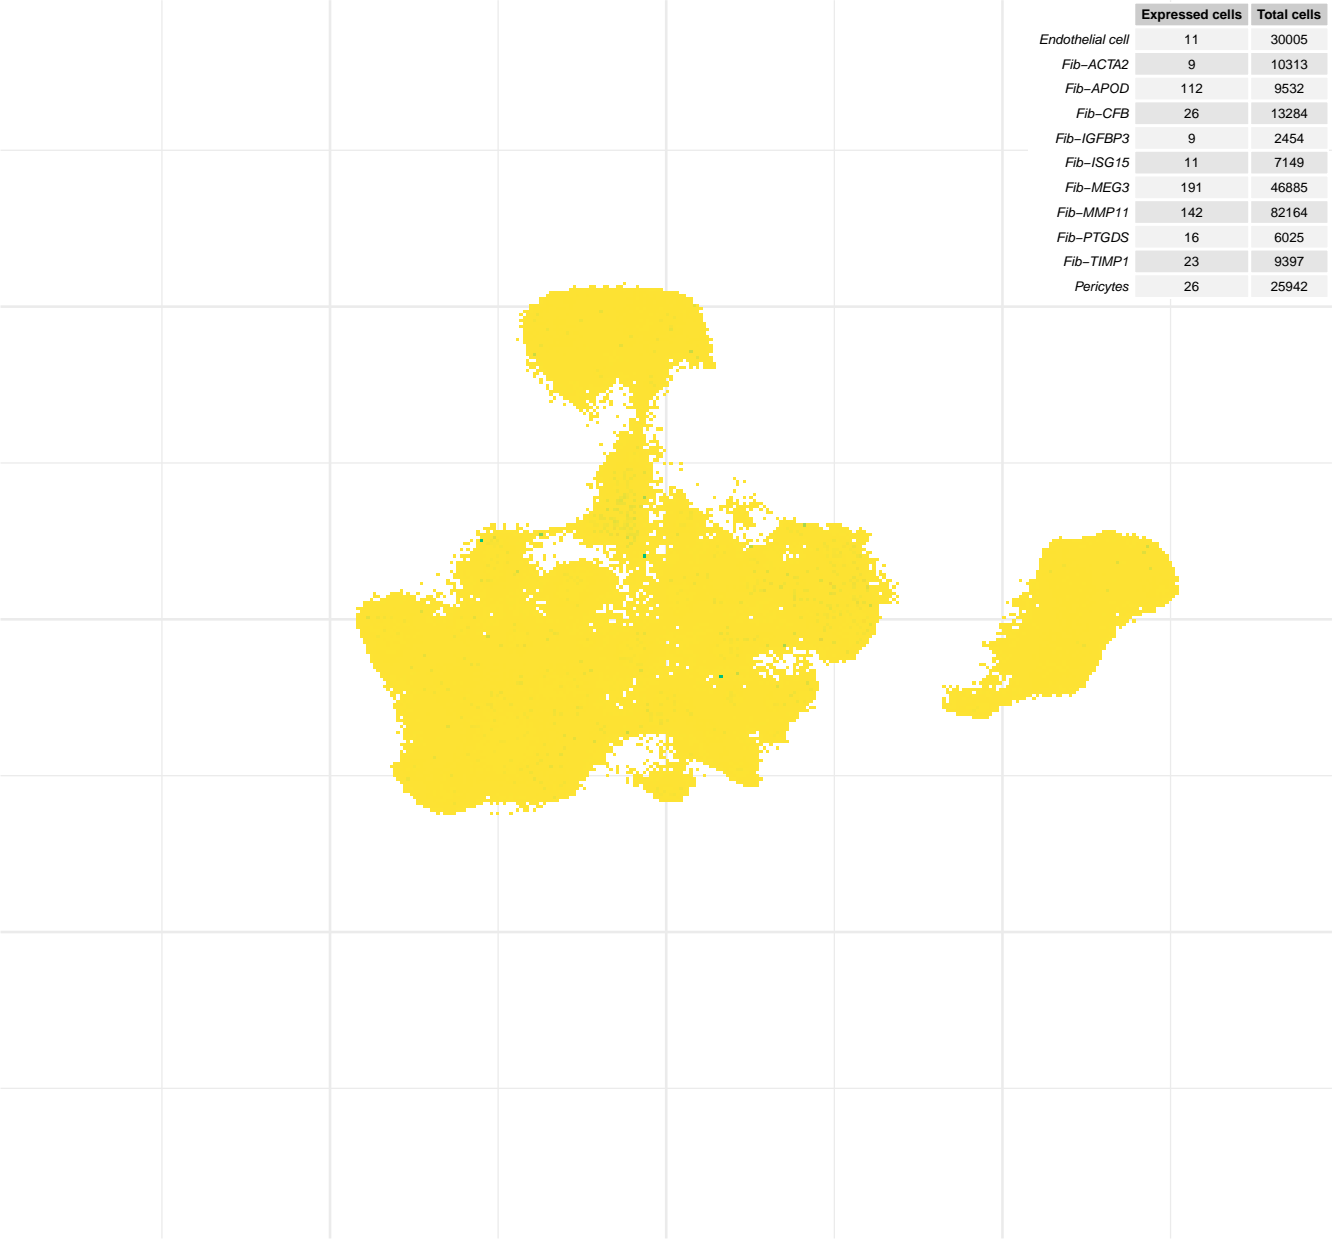 Expressed cells Total cells
Endothelial cell 11 30005
Fib−ACTA2 9 10313
Fib−APOD 112 9532
Fib−CFB 26 13284
Fib−IGFBP3 9 2454
Fib−ISG15 11 7149
Fib−MEG3 191 46885
Fib−MMP11 142 82164
Fib−PTGDS 16 6025
Fib−TIMP1 23 9397
Pericytes 26 25942